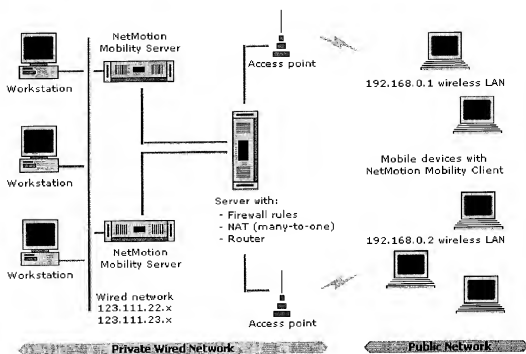 NetMotion
Mobility Server
Access point
Workstation
192.168.0.1 wireless LAN
Workstation
Mobile devices with
NetMotion Mobility Client
Server with:
- Firewall rules
- NAT (many-to-one)
- Router
NetMotion
Mobility Server
192.168.0.2 wireless LAN
Workstation
Wired network
123.111.22.x
123.111.23.x
Access point
Private Wired Network
Public Network